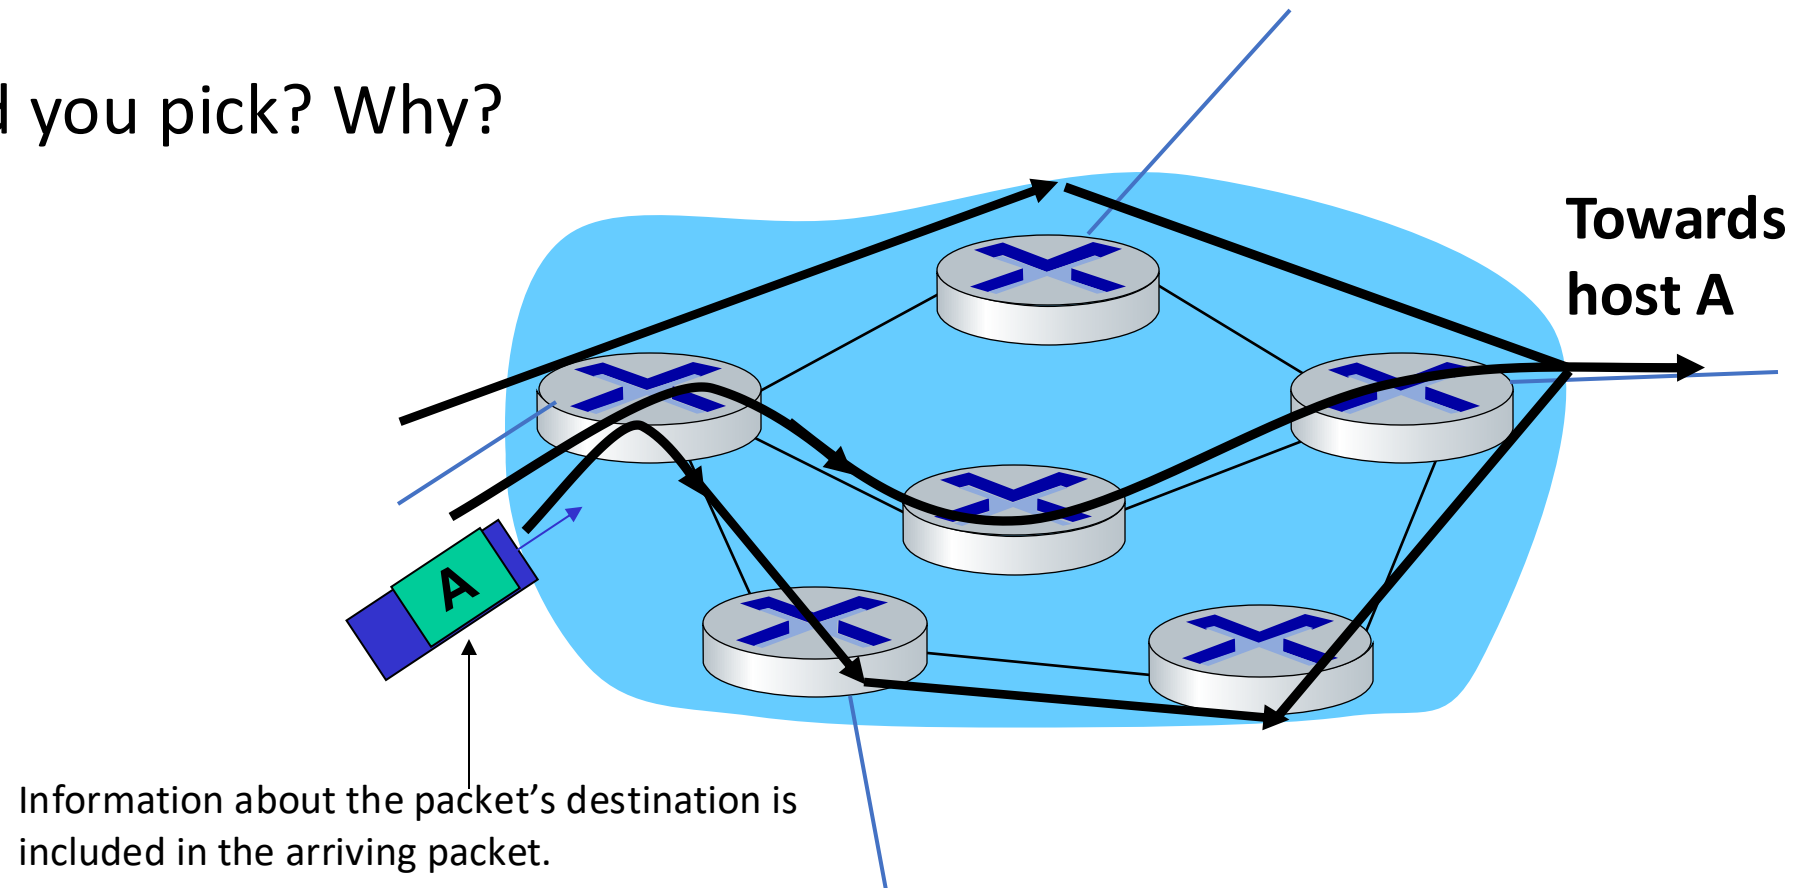 you pick? Why?
Towards
host A
A
Information about the packet’s destination is
included in the arriving packet.